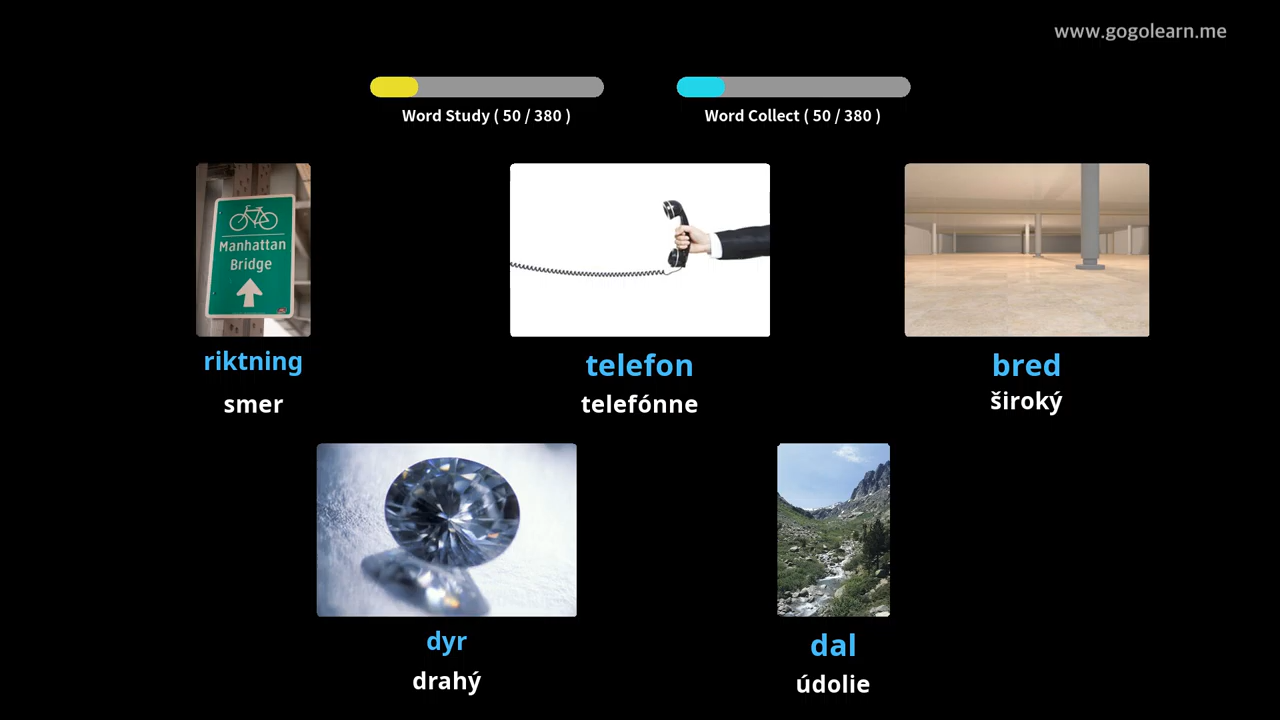 www.gogolearn.me
Word Study ( 50 / 380 )
Word Collect ( 50 / 380 )
Manhattan
Bridge
riktning
smer
telefon
telefónne
bred
široký
dyr
drahý
dal
údolie